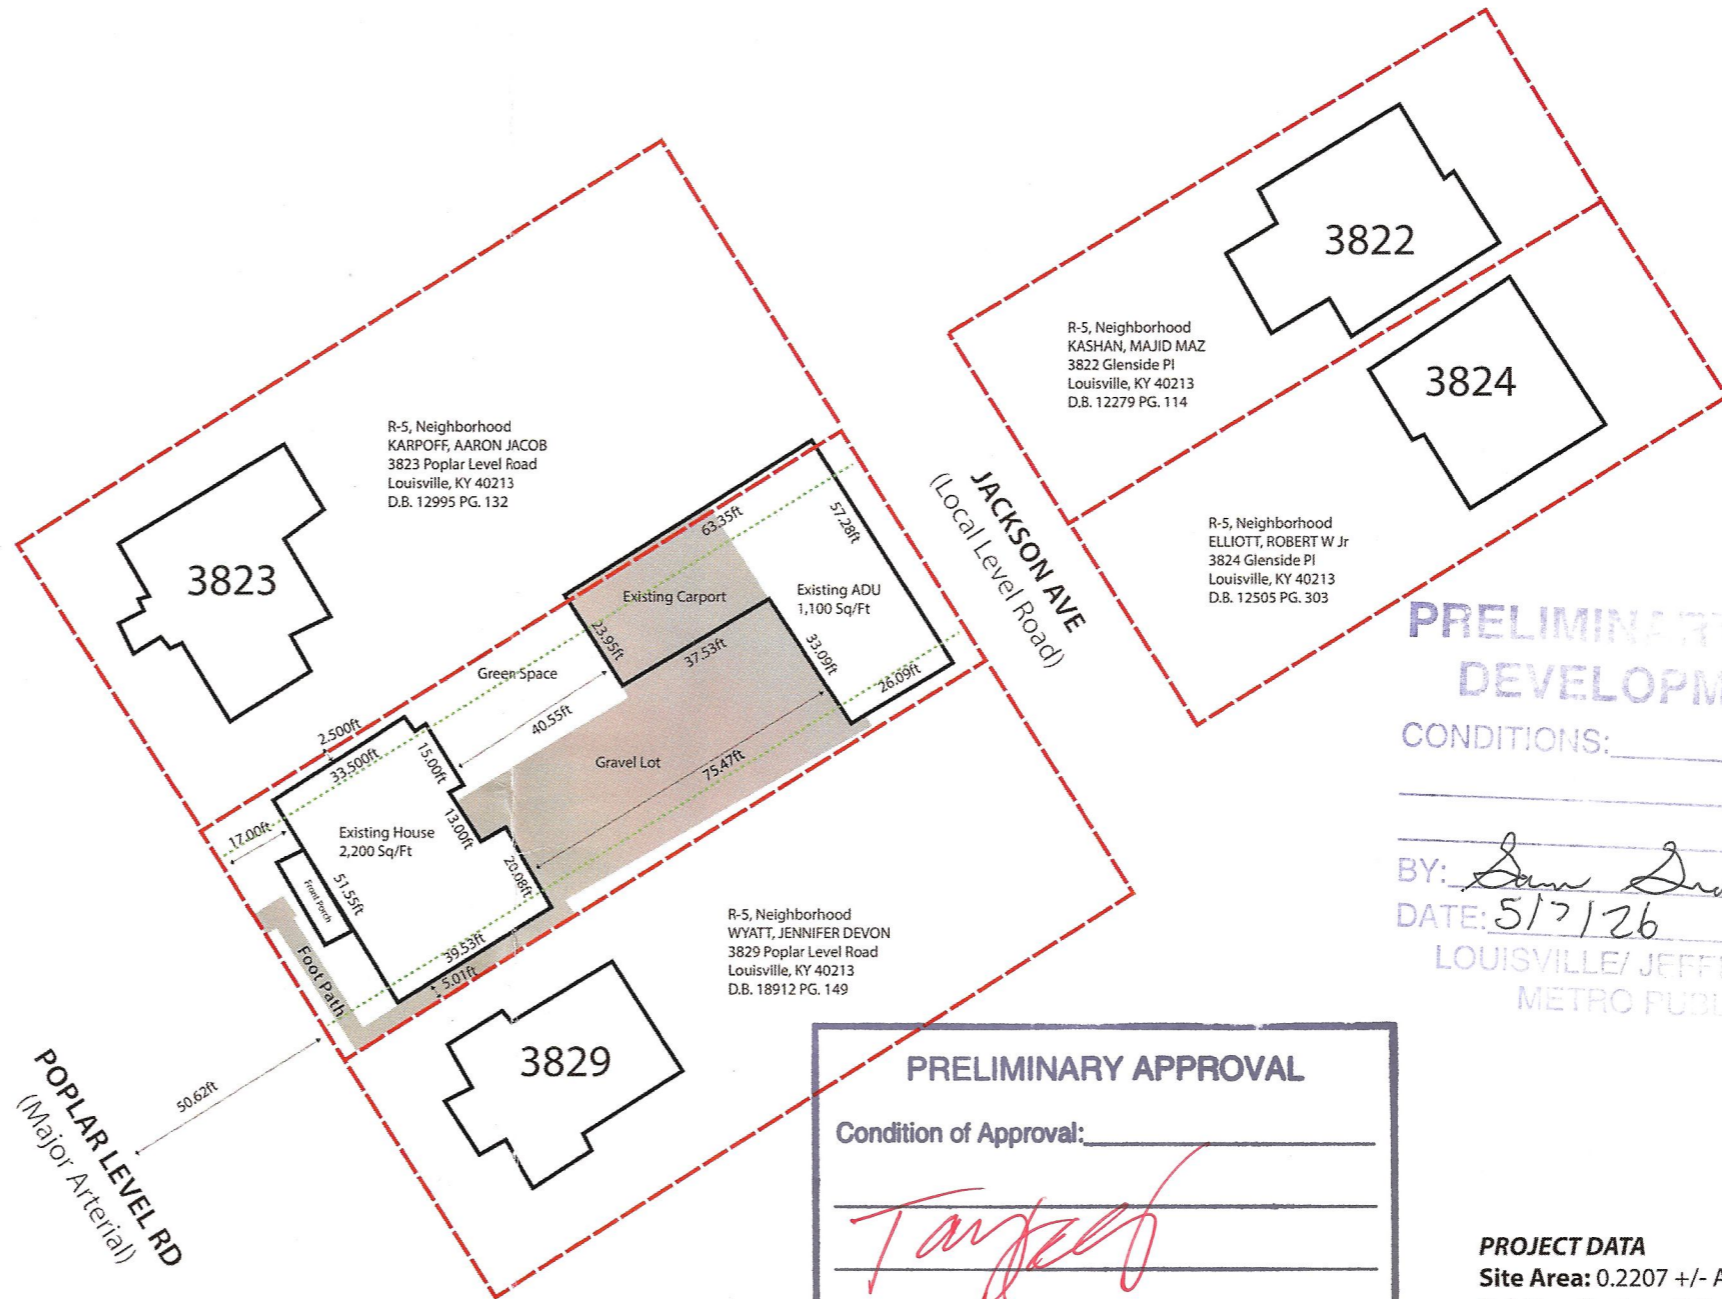 3822
3824
R-5, Neighborhood
KASHAN, MAJID MAZ
3822 Glenside Pl
Louisville, KY 40213
D.B. 12279 PG. 114
R-5, Neighborhood
KARPOFF, AARON JACOB
3823 Poplar Level Road
Louisville, KY 40213
D.B. 12995 PG. 132
3823
JACKSON AVE
(Local Level Road)
R-5, Neighborhood
ELLIOTT, ROBERT W Jr
3824 Glenside Pl
Louisville, KY 40213
D.B. 12505 PG. 303
63.35ft
57.28ft
Existing Carport
Existing ADU
1,100 Sq/Ft
23.95ft
37.53ft
33.09ft
26.09ft
Green Space
40.55ft
Gravel Lot
75.47ft
2.500ft
33.500ft
15.00ft
13.00ft
20.08ft
17.00ft
Existing House
2,200 Sq/Ft
Front Porch
51.55ft
39.53ft
5.01ft
Foot Path
R-5, Neighborhood
WYATT, JENNIFER DEVON
3829 Poplar Level Road
Louisville, KY 40213
D.B. 18912 PG. 149
3829
50.62ft
POPLAR LEVEL RD
(Major Arterial)
PRELIMINARY
DEVELOPM
CONDITIONS:
BY: Sam
DATE: 5/7/26
LOUISVILLE/ JEFF
METRO PUBL
PRELIMINARY APPROVAL
Condition of Approval:
PROJECT DATA
Site Area: 0.2207 +/- A